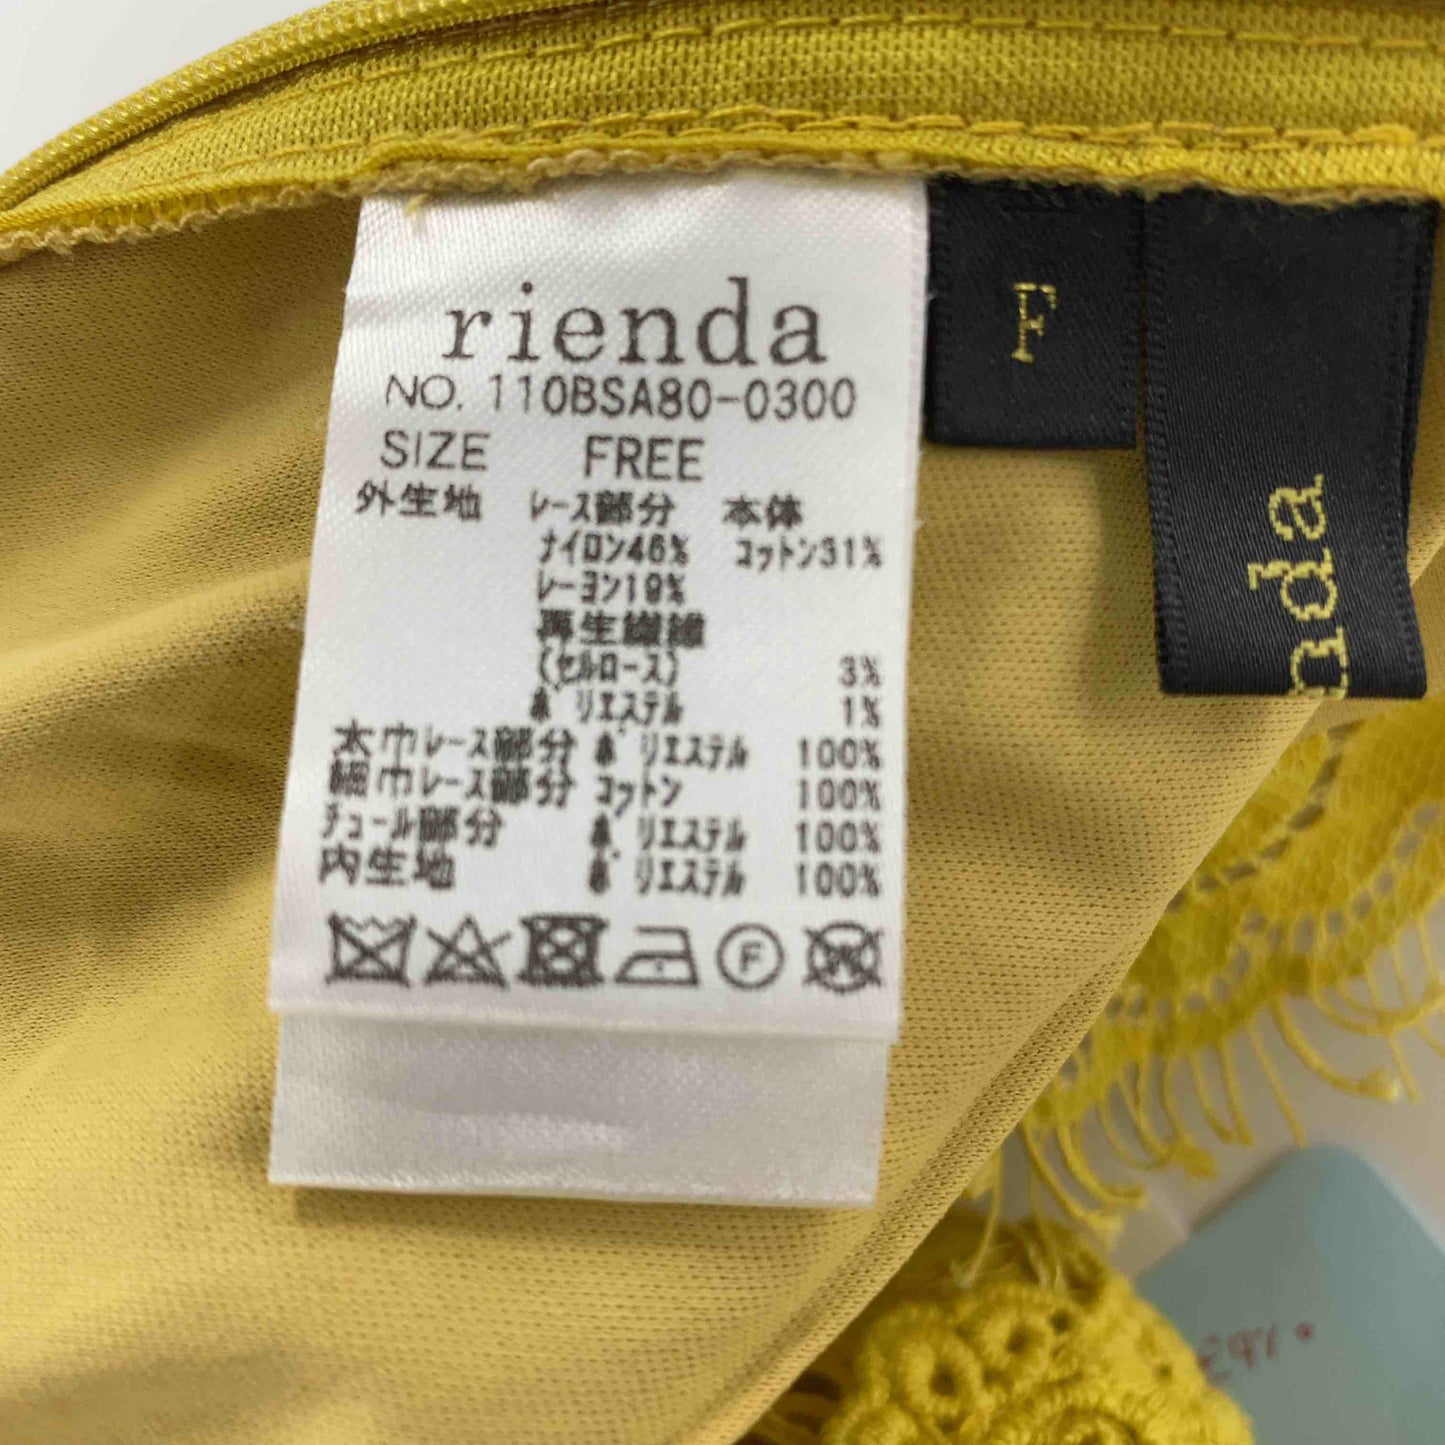 rienda
NO. 110BSA80-0300
SIZE FREE
外生地 レース部分 本体
ナイロン46% コットン31%
レーヨン19%
再生繊維
(セルロース) 3%
ポリエステル 1%
太巾レース部分 ポリエステル 100%
細巾レース部分 コットン 100%
チュール部分 ポリエステル 100%
内生地 ポリエステル 100%
F
W
F
nda